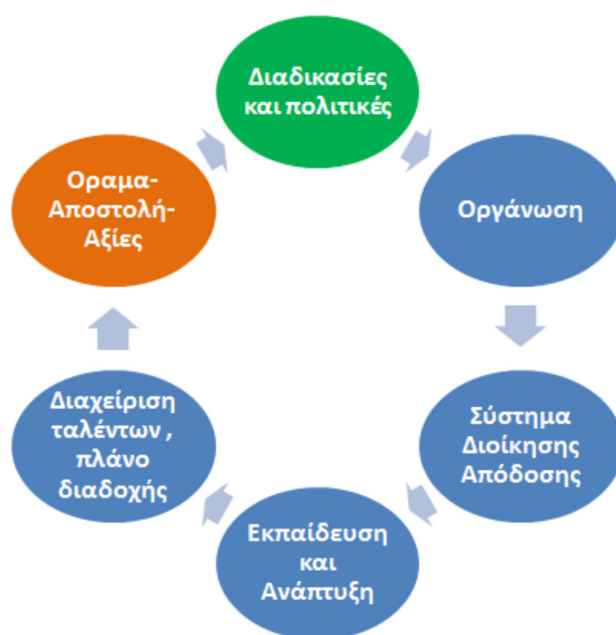 Διαδικασίες
και πολιτικές
Οργάνωση
Σύστημα
Διοίκησης
Απόδοσης
Εκπαίδευση
και
Ανάπτυξη
Διαχείριση
ταλέντων ,
πλάνο
διαδοχής
Οραμα-
Αποστολή-
Αξίες